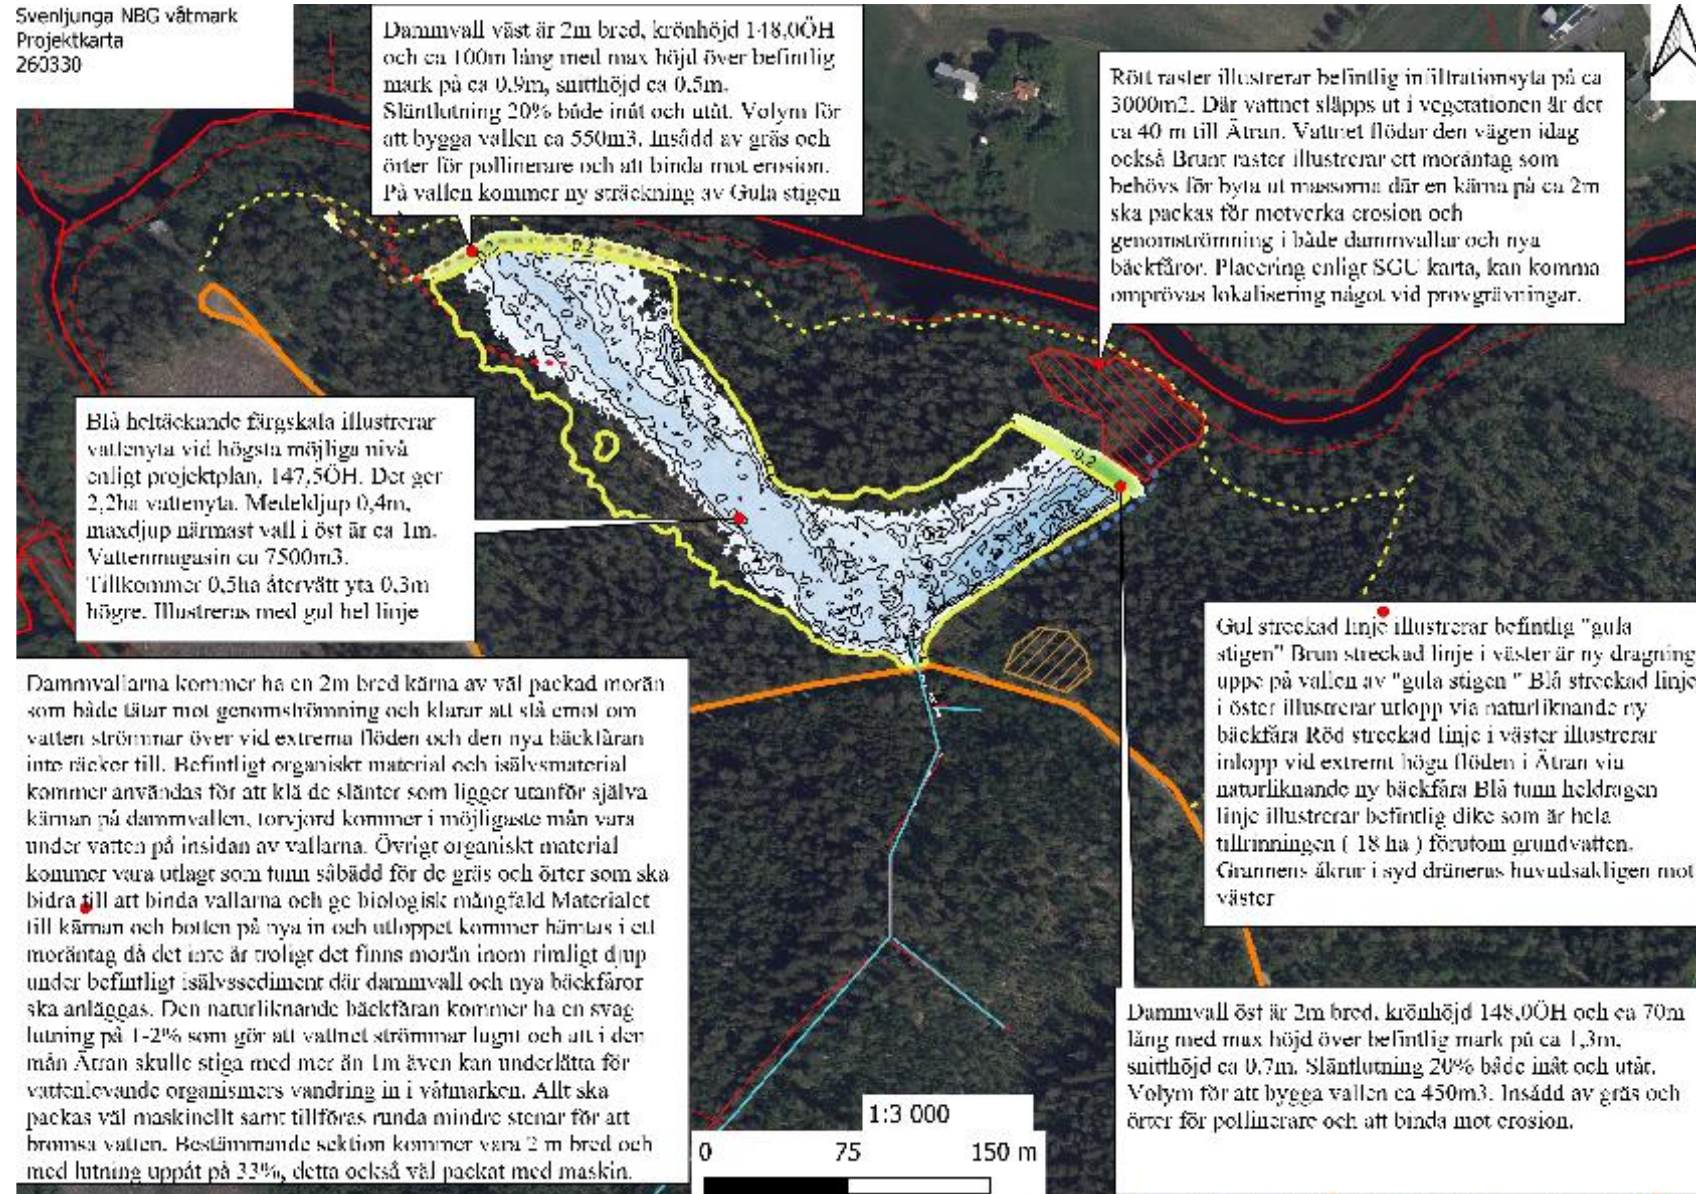 Svenljunga NBG våtmark
Projektkarta
260330
Dammvall väst är 2m bred, krönhöjd 148,0ÖH
och ca 100m lång med max höjd över befintlig
mark på ca 0.9m, snitthöjd ca 0.5m.
Släntlutning 20% både inåt och utåt. Volym för
att bygga vallen ca 550m3. Insådd av gräs och
örter för pollinerare och att binda mot erosion.
På vallen kommer ny sträckning av Gula stigen
Rött raster illustrerar befintlig infiltrationsyta på ca
3000m2. Där vattnet släpps ut i vegetationen är det
ca 40 m till Ätran. Vattnet flödar den vägen idag
också Brunt raster illustrerar ett moräntag som
behövs för byta ut massorna där en kärna på ca 2m
ska packas för motverka erosion och
genomströmning i både dammvallar och nya
bäckfåror. Placering enligt SGU karta, kan komma
omprövas lokalisering något vid provgrävningar.
Blå heltäckande färgskala illustrerar
vattenyta vid högsta möjliga nivå
enligt projektplan, 147,5ÖH. Det ger
2,2ha vattenyta. Medekljup 0,4m,
maxdjup närmast vall i öst är ca 1m.
Vattenmagasin ca 7500m3.
Tillkommer 0,5ha återvätt yta 0,3m
högre. Illustreras med gul hel linje
0.2
-0.2
Gul streckad linje illustrerar befintlig "gula
stigen" Brun streckad linje i väster är ny dragning
uppe på vallen av "gula stigen " Blå streckad linje
i öster illustrerar utlopp via naturliknande ny
bäckfåra Röd streckad linje i väster illustrerar
inlopp vid extremt höga flöden i Ätran via
naturliknande ny bäckfåra Blå tunn heldragen
linje illustrerar befintlig dike som är hela
tillrinningen ( 18 ha ) förutom grundvatten.
Grannens åkrar i syd dräneras huvudsakligen mot
väster
Dammvallarna kommer ha en 2m bred kärna av väl packad morän
som både tätar mot genomströmning och klarar att slå emot om
vatten strömmar över vid extrema flöden och den nya bäckfåran
inte räcker till. Befintligt organiskt material och isälvsmaterial
kommer användas för att klä de slänter som ligger utanför själva
kärnan på dammvallen, torvjord kommer i möjligaste mån vara
under vatten på insidan av vallarna. Övrigt organiskt material
kommer vara utlagt som tunn såbädd för de gräs och örter som ska
bidra till att binda vallarna och ge biologisk mångfald Materialet
till kärnan och botten på nya in och utloppet kommer hämtas i ett
moräntag då det inte är troligt det finns morän inom rimligt djup
under befintligt isälvssediment där dammvall och nya bäckfåror
ska anläggas. Den naturliknande bäckfåran kommer ha en svag
lutning på 1-2% som gör att vattnet strömmar lugnt och att i den
mån Ätran skulle stiga med mer än 1m även kan underlätta för
vattenlevande organismers vandring in i våtmarken. Allt ska
packas väl maskinellt samt tillföras runda mindre stenar för att
bromsa vatten. Bestämmande sektion kommer vara 2 m bred och
med lutning uppåt på 33%, detta också väl packat med maskin.
Dammvall öst är 2m bred, krönhöjd 148,0ÖH och ca 70m
lång med max höjd över befintlig mark på ca 1,3m,
snitthöjd ca 0.7m. Släntlutning 20% både inåt och utåt.
Volym för att bygga vallen ca 450m3. Insådd av gräs och
örter för pollinerare och att binda mot erosion.
1:3 000
0 75 150 m